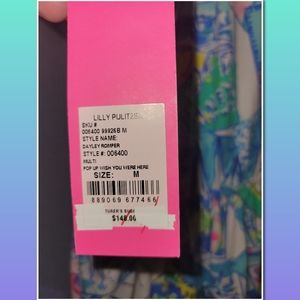 LILLY PULITZER
SKU #
006400 99926B M
STYLE NAME:
DAYLEY ROMPER
STYLE #: 006400
MULTI
POP UP WISH YOU WERE HERE
SIZE: M
889069 677466
$148.00